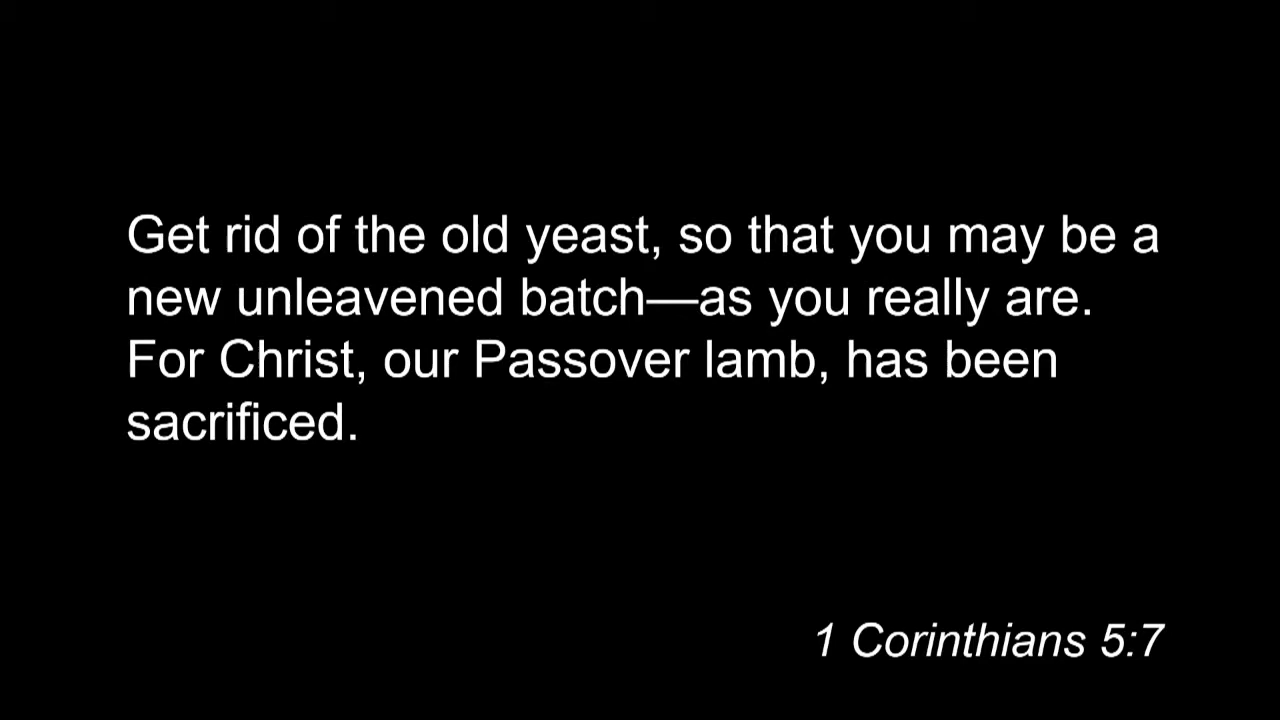 Get rid of the old yeast, so that you may be a
new unleavened batch—as you really are.
For Christ, our Passover lamb, has been
sacrificed.
1 Corinthians 5:7